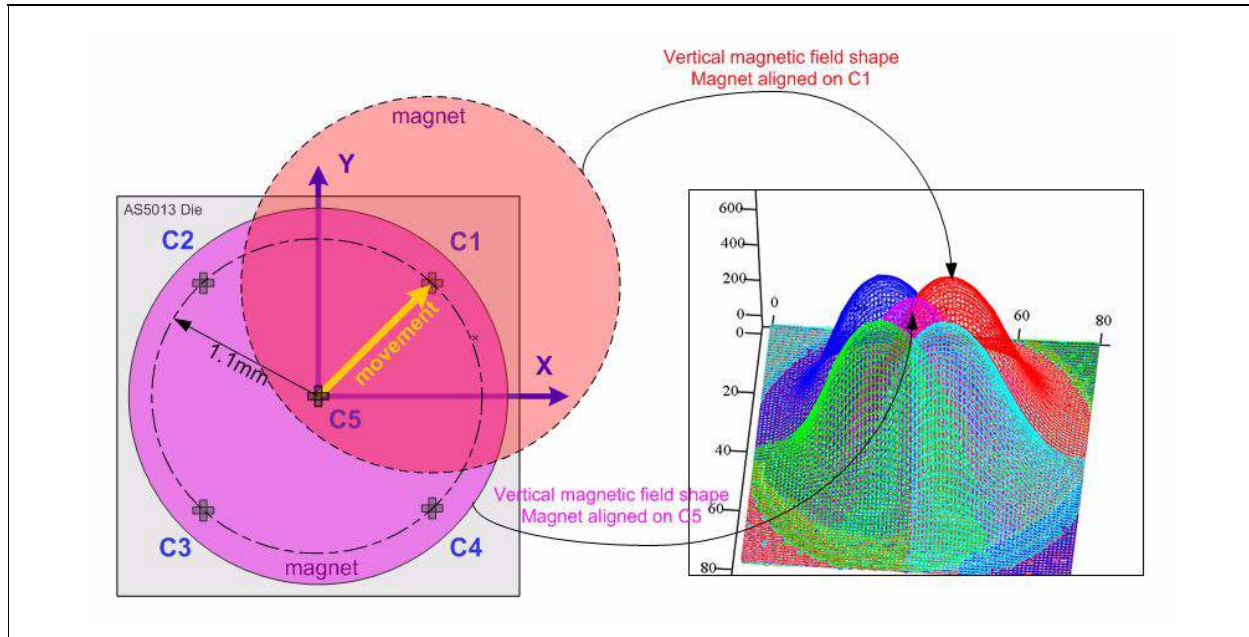 Vertical magnetic field shape
Magnet aligned on C1
magnet
Y
AS5013 Die
C2
C1
movement
1.1mm
X
C5
Vertical magnetic field shape
Magnet aligned on C5
C3
C4
magnet
600
400
200
0
0
0
60
80
20
40
60
80